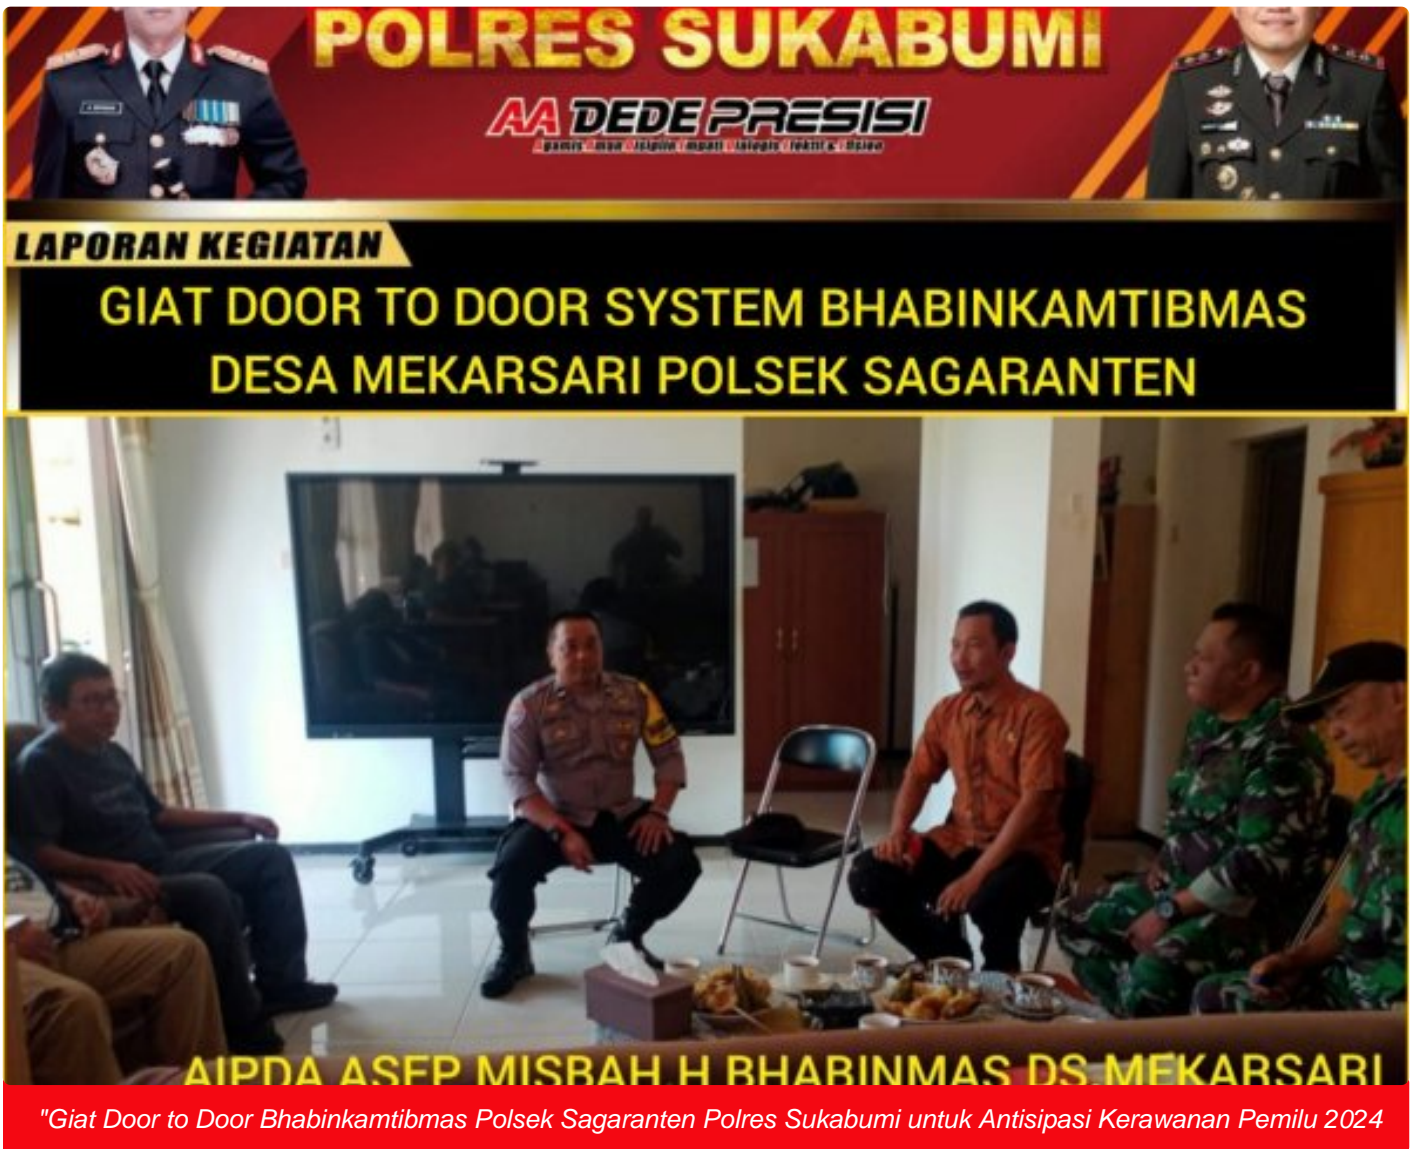 POLRES SUKABUMI
AA DEDE PRESISI
LAPORAN KEGIATAN
GIAT DOOR TO DOOR SYSTEM BHABINKAMTIBMAS
DESA MEKARSARI POLSEK SAGARANTEN
AIPDA ASEP MISBAH.H BHABINMAS DS.MEKARSARI
"Giat Door to Door Bhabinkamtibmas Polsek Sagaranten Polres Sukabumi untuk Antisipasi Kerawanan Pemilu 2024